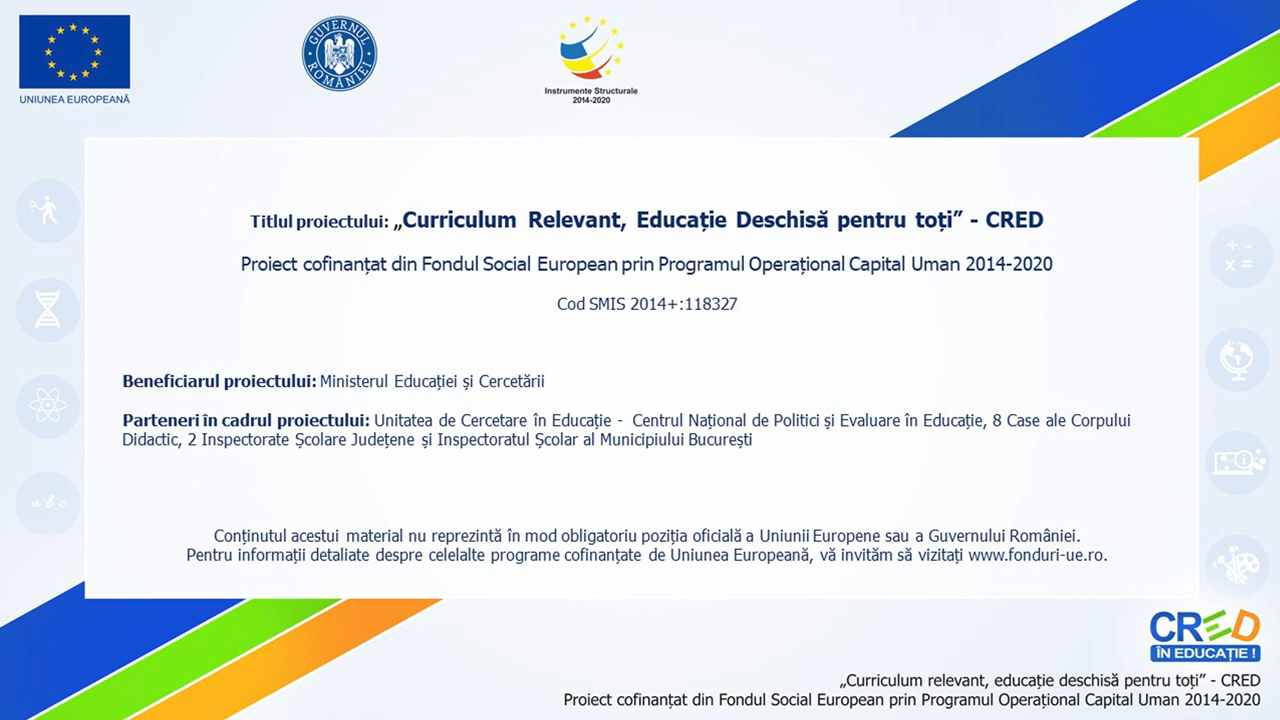 UNIUNEA EUROPEANĂ
GUVERNUL ROMÂNIEI
Instrumente Structurale
2014-2020
Titlul proiectului: „Curriculum Relevant, Educație Deschisă pentru toți” - CRED
Proiect cofinanțat din Fondul Social European prin Programul Operațional Capital Uman 2014-2020
Cod SMIS 2014+:118327
+ -
x =
Beneficiarul proiectului: Ministerul Educației și Cercetării
Parteneri în cadrul proiectului: Unitatea de Cercetare în Educație - Centrul Național de Politici și Evaluare în Educație, 8 Case ale Corpului
Didactic, 2 Inspectorate Școlare Județene și Inspectoratul Școlar al Municipiului București
a b c
Conținutul acestui material nu reprezintă în mod obligatoriu poziția oficială a Uniunii Europene sau a Guvernului României.
Pentru informații detaliate despre celelalte programe cofinanțate de Uniunea Europeană, vă invităm să vizitați www.fonduri-ue.ro.
CRED
ÎN EDUCAȚIE !
„Curriculum relevant, educație deschisă pentru toți” - CRED
Proiect cofinanțat din Fondul Social European prin Programul Operațional Capital Uman 2014-2020